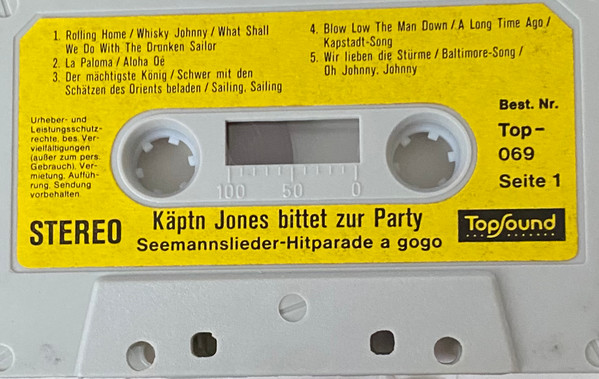 1. Rolling Home / Whisky Johnny / What Shall
We Do With The Dronken Sailor
2. La Paloma / Aloha Oe
3. Der mächtigste König / Schwer mit den
Schätzen des Orients beladen / Sailing, Sailing
4. Blow Low The Man Down / A Long Time Ago /
Kapstadt-Song
5. Wir lieben die Stürme / Baltimore-Song /
Oh Johnny, Johnny
Urheber- und
Leistungsschutz-
rechte, bes. Ver-
vielfältigungen
(außer zum pers.
Gebrauch). Ver-
mietung, Auffüh-
rung, Sendung
vorbehalten.
100 50 0
Best. Nr.
Top-
069
Seite 1
STEREO
Käptn Jones bittet zur Party
Seemannslieder-Hitparade a gogo
TopSound